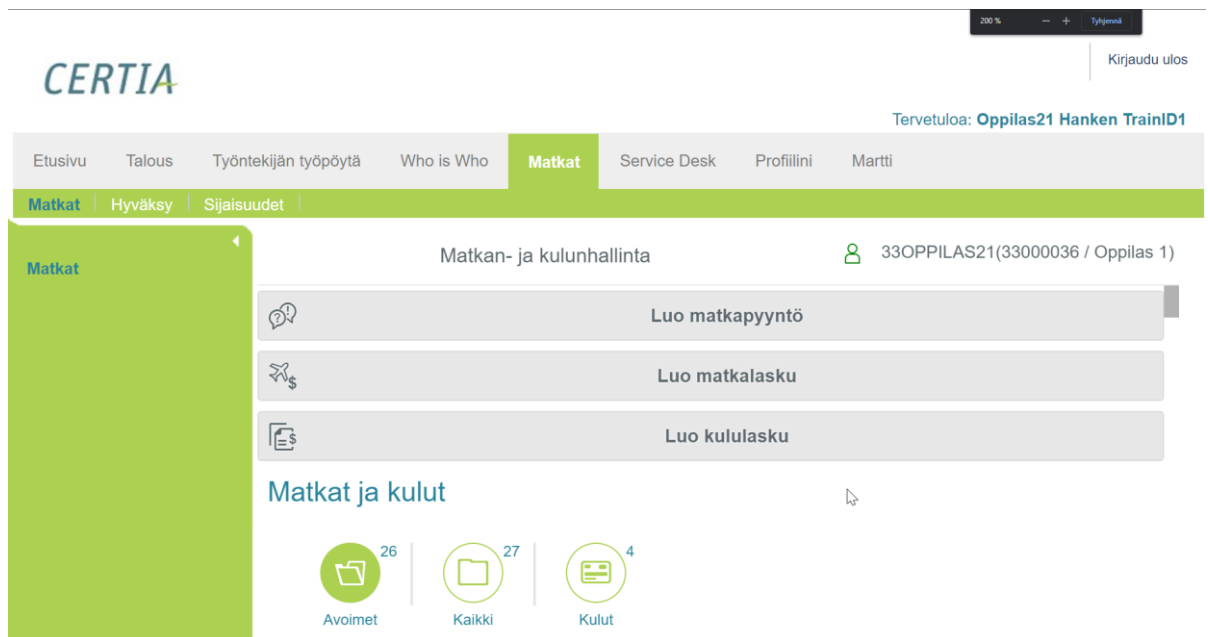 200 % − + Tyhjennä
Kirjaudu ulos
CERTIA
Tervetuloa: Oppilas21 Hanken TrainID1
Etusivu Talous Työntekijän työpöytä Who is Who Matkat Service Desk Profiilini Martti
Matkat Hyväksy Sijaisuudet
Matkat
Matkan- ja kulunhallinta
33OPPILAS21(33000036 / Oppilas 1)
Luo matkapyyntö
Luo matkalasku
Luo kululasku
Matkat ja kulut
26 27 4
Avoimet Kaikki Kulut